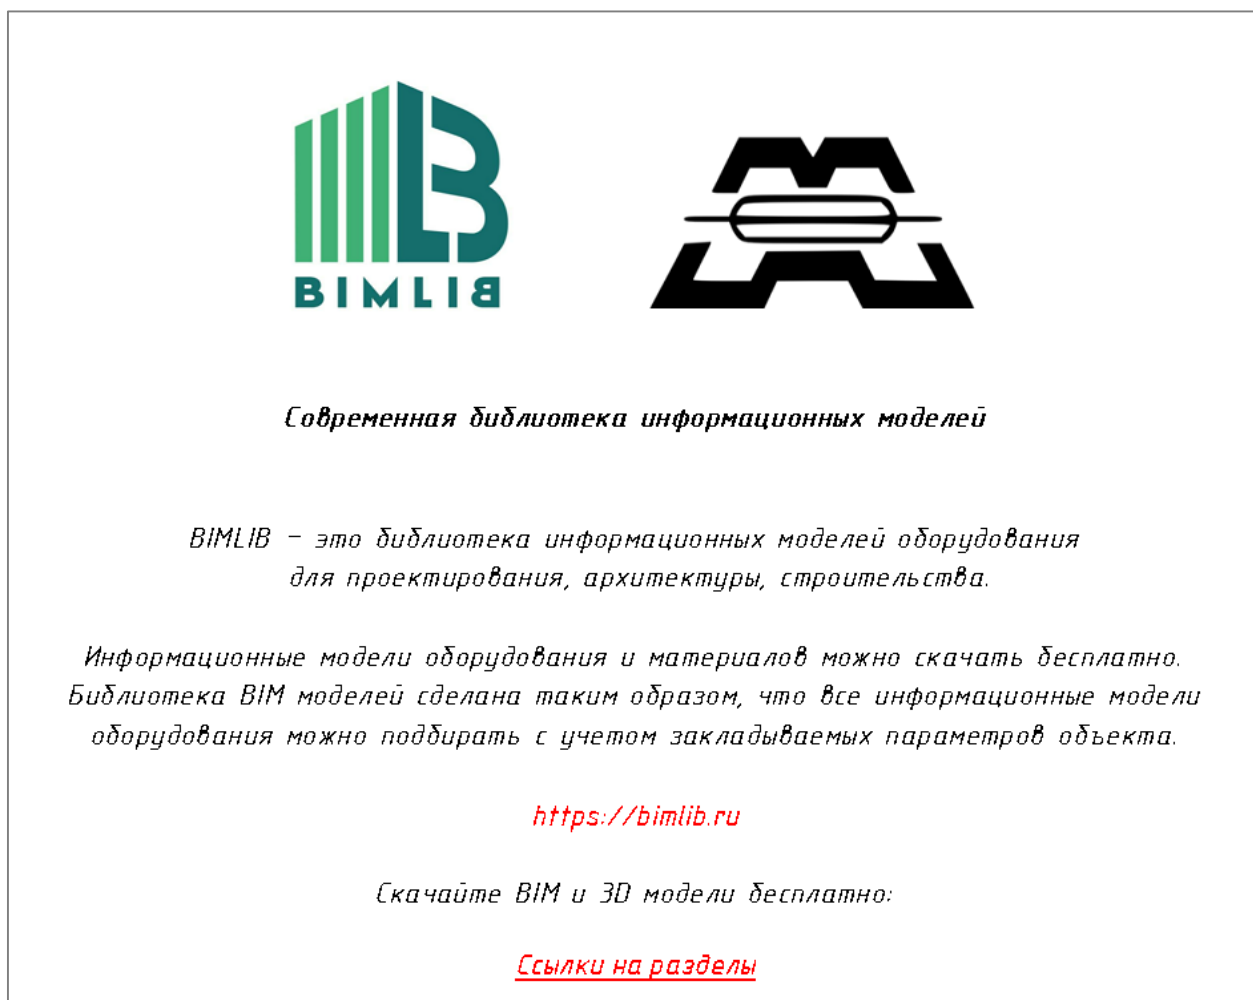 BIMLIB
Современная библиотека информационных моделей
BIMLIB - это библиотека информационных моделей оборудования
для проектирования, архитектуры, строительства.
Информационные модели оборудования и материалов можно скачать бесплатно.
Библиотека BIM моделей сделана таким образом, что все информационные модели
оборудования можно подбирать с учетом закладываемых параметров объекта.
https://bimlib.ru
Скачайте BIM и 3D модели бесплатно:
Ссылки на разделы